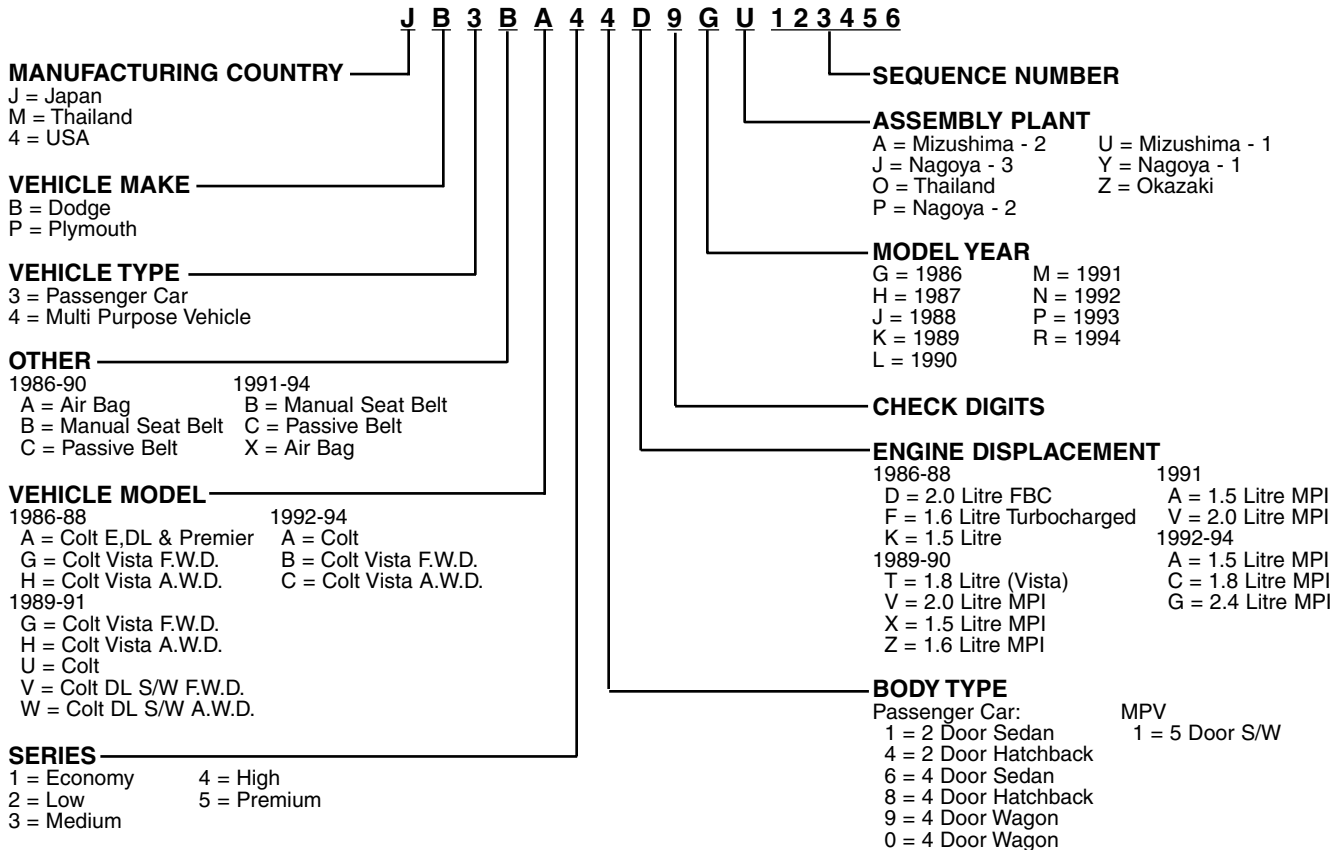 J B 3 B A 4 4 D 9 G U 1 2 3 4 5 6
MANUFACTURING COUNTRY
J = Japan
M = Thailand
4 = USA
VEHICLE MAKE
B = Dodge
P = Plymouth
VEHICLE TYPE
3 = Passenger Car
4 = Multi Purpose Vehicle
OTHER
1986-90 1991-94
A = Air Bag B = Manual Seat Belt
B = Manual Seat Belt C = Passive Belt
C = Passive Belt X = Air Bag
VEHICLE MODEL
1986-88 1992-94
A = Colt E,DL & Premier A = Colt
G = Colt Vista F.W.D. B = Colt Vista F.W.D.
H = Colt Vista A.W.D. C = Colt Vista A.W.D.
1989-91
G = Colt Vista F.W.D.
H = Colt Vista A.W.D.
U = Colt
V = Colt DL S/W F.W.D.
W = Colt DL S/W A.W.D.
SERIES
1 = Economy 4 = High
2 = Low 5 = Premium
3 = Medium
SEQUENCE NUMBER
ASSEMBLY PLANT
A = Mizushima - 2 U = Mizushima - 1
J = Nagoya - 3 Y = Nagoya - 1
O = Thailand Z = Okazaki
P = Nagoya - 2
MODEL YEAR
G = 1986 M = 1991
H = 1987 N = 1992
J = 1988 P = 1993
K = 1989 R = 1994
L = 1990
CHECK DIGITS
ENGINE DISPLACEMENT
1986-88 1991
D = 2.0 Litre FBC A = 1.5 Litre MPI
F = 1.6 Litre Turbocharged V = 2.0 Litre MPI
K = 1.5 Litre 1992-94
1989-90 A = 1.5 Litre MPI
T = 1.8 Litre (Vista) C = 1.8 Litre MPI
V = 2.0 Litre MPI G = 2.4 Litre MPI
X = 1.5 Litre MPI
Z = 1.6 Litre MPI
BODY TYPE
Passenger Car: MPV
1 = 2 Door Sedan 1 = 5 Door S/W
4 = 2 Door Hatchback
6 = 4 Door Sedan
8 = 4 Door Hatchback
9 = 4 Door Wagon
0 = 4 Door Wagon